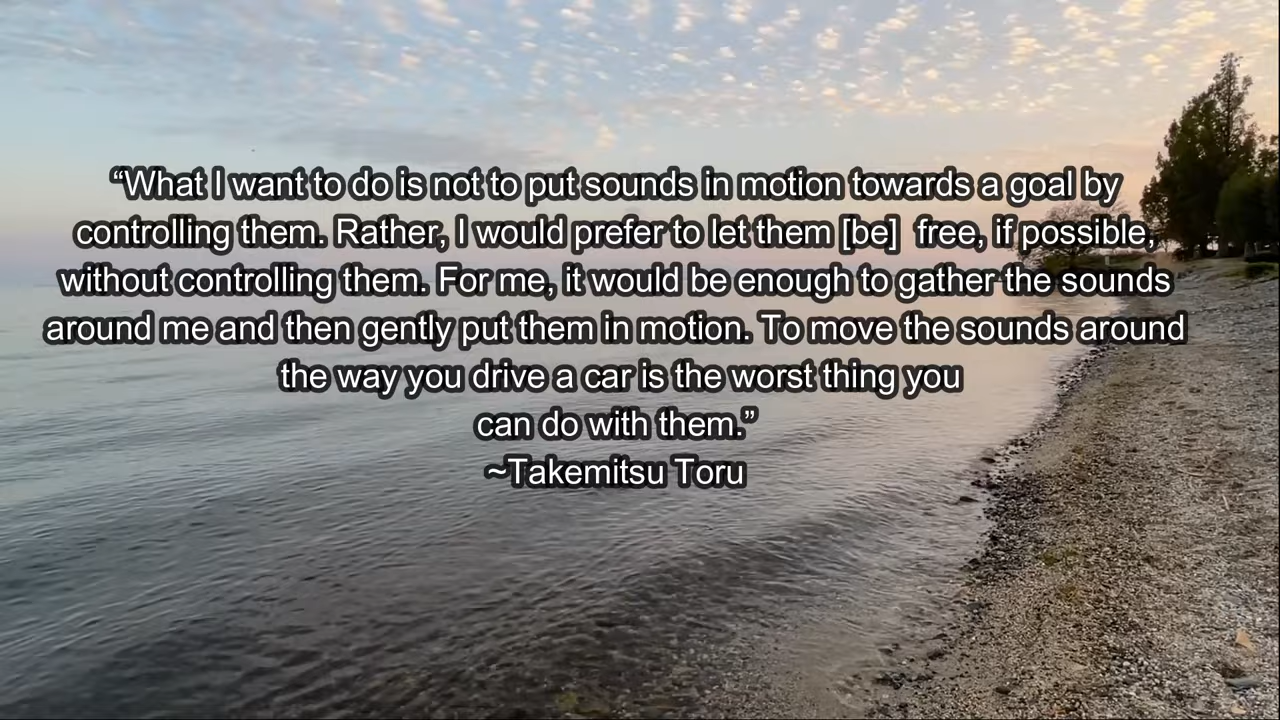 “What I want to do is not to put sounds in motion towards a goal by
controlling them. Rather, I would prefer to let them [be]  free, if possible,
without controlling them. For me, it would be enough to gather the sounds
around me and then gently put them in motion. To move the sounds around
the way you drive a car is the worst thing you
can do with them.”
~Takemitsu Toru